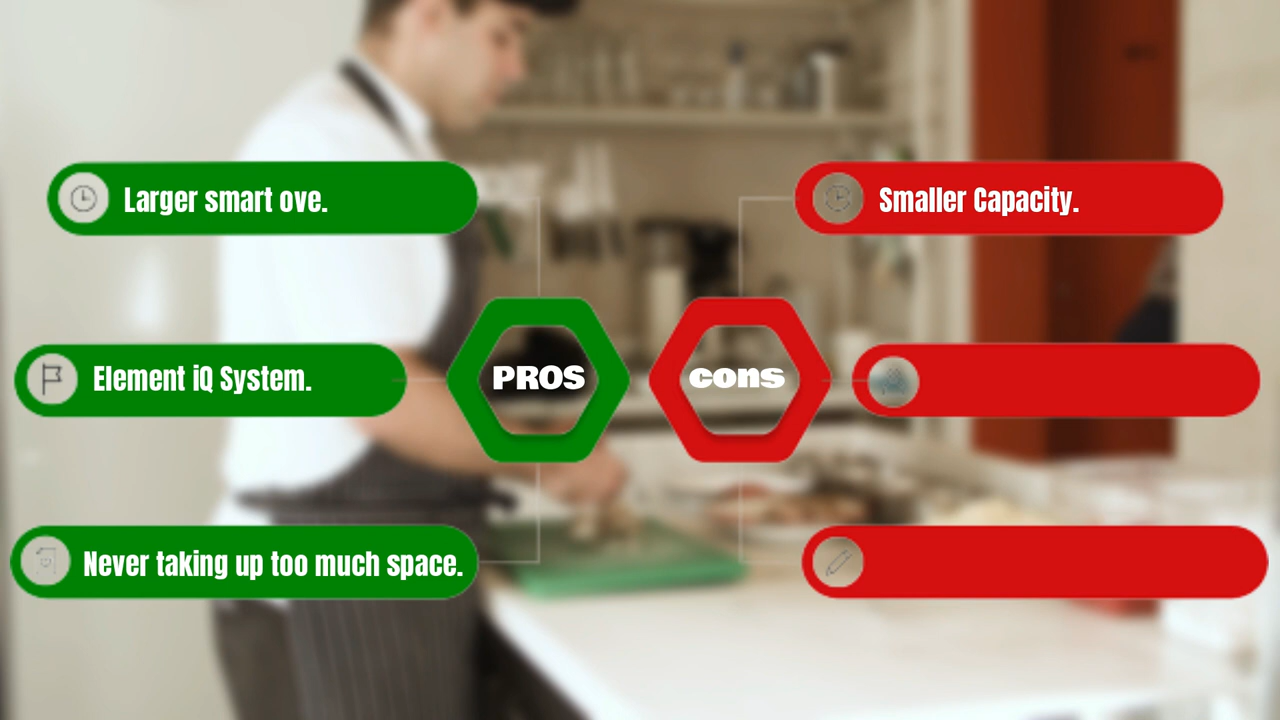 Larger smart ove.
Element iQ System.
Never taking up too much space.
PROS
cons
Smaller Capacity.